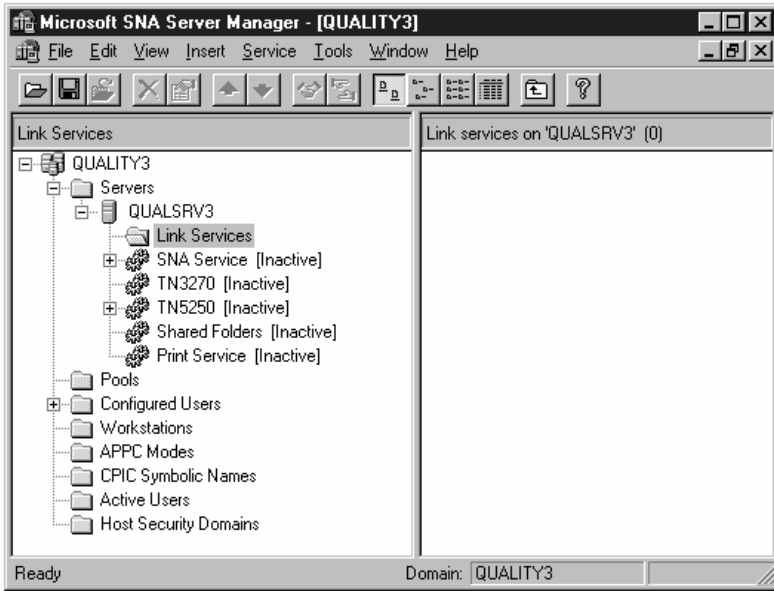 Microsoft SNA Server Manager - [QUALITY3]
File Edit View Insert Service Tools Window Help
Link Services
Link services on 'QUALSRV3' (0)
QUALITY3
Servers
QUALSRV3
Link Services
SNA Service [Inactive]
TN3270 [Inactive]
TN5250 [Inactive]
Shared Folders [Inactive]
Print Service [Inactive]
Pools
Configured Users
Workstations
APPC Modes
CPIC Symbolic Names
Active Users
Host Security Domains
Ready
Domain: QUALITY3